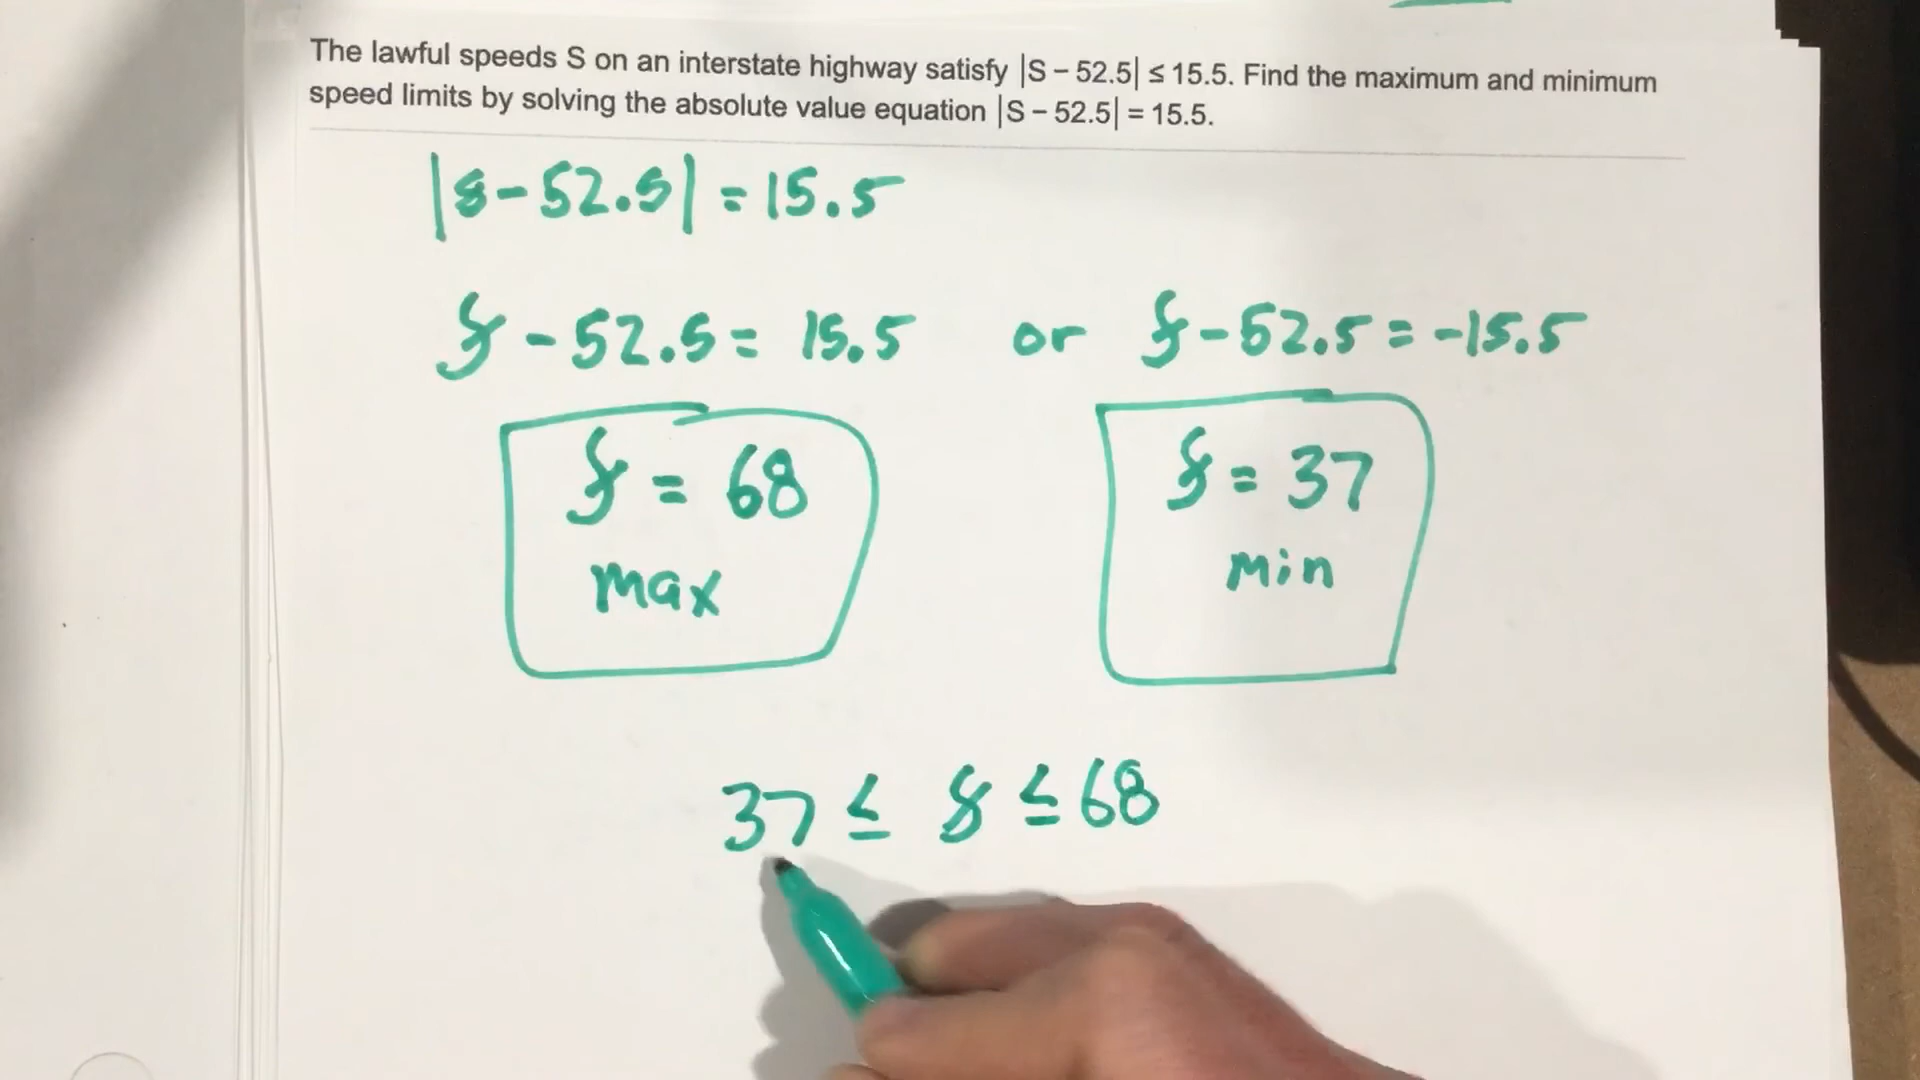 The lawful speeds S on an interstate highway satisfy |S − 52.5| ≤ 15.5. Find the maximum and minimum
speed limits by solving the absolute value equation |S − 52.5| = 15.5.
|s-52.5| = 15.5
s - 52.5 = 15.5 or s - 52.5 = -15.5
s = 68 s = 37
max min
37 ≤ s ≤ 68